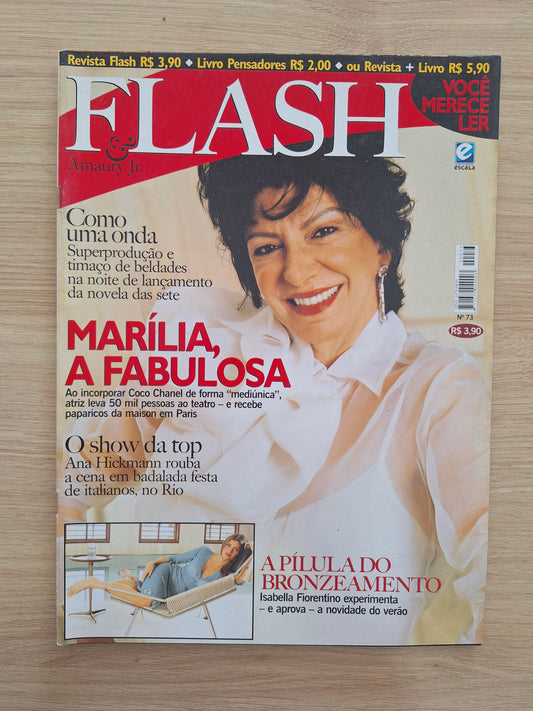 Revista Flash R$ 3,90 ◆ Livro Pensadores R$ 2,00 ◆ ou Revista + Livro R$ 5,90
FLASH
& Amaury Jr.
VOCÊ
MERECE
LER
e
escala
Como
uma onda
Superprodução e
timaço de beldades
na noite de lançamento
da novela das sete
Nº 73
R$ 3,90
MARÍLIA,
A FABULOSA
Ao incorporar Coco Chanel de forma “mediúnica”,
atriz leva 50 mil pessoas ao teatro – e recebe
paparicos da maison em Paris
O show da top
Ana Hickmann rouba
a cena em badalada festa
de italianos, no Rio
A PÍLULA DO
BRONZEAMENTO
Isabella Fiorentino experimenta
– e aprova – a novidade do verão